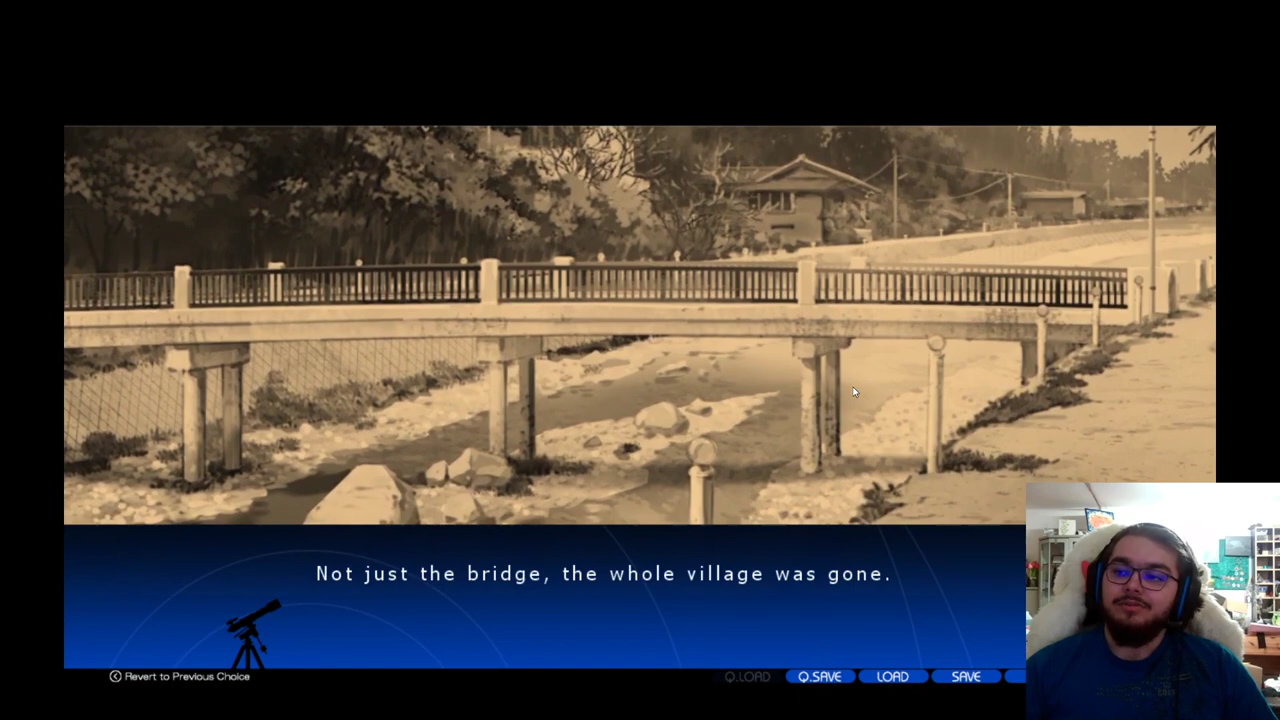 Not just the bridge, the whole village was gone.
Revert to Previous Choice
Q.LOAD
Q.SAVE
LOAD
SAVE